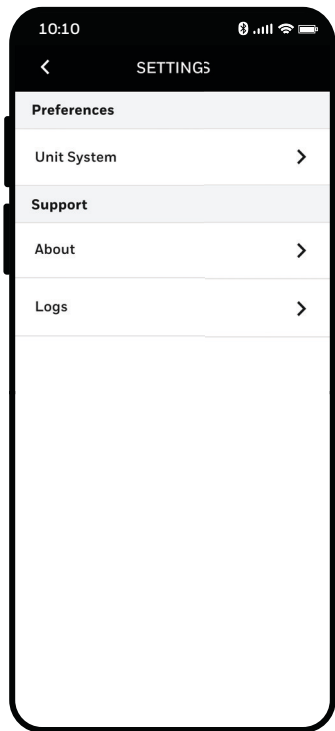 10:10
SETTINGS
Preferences
Unit System
Support
About
Logs